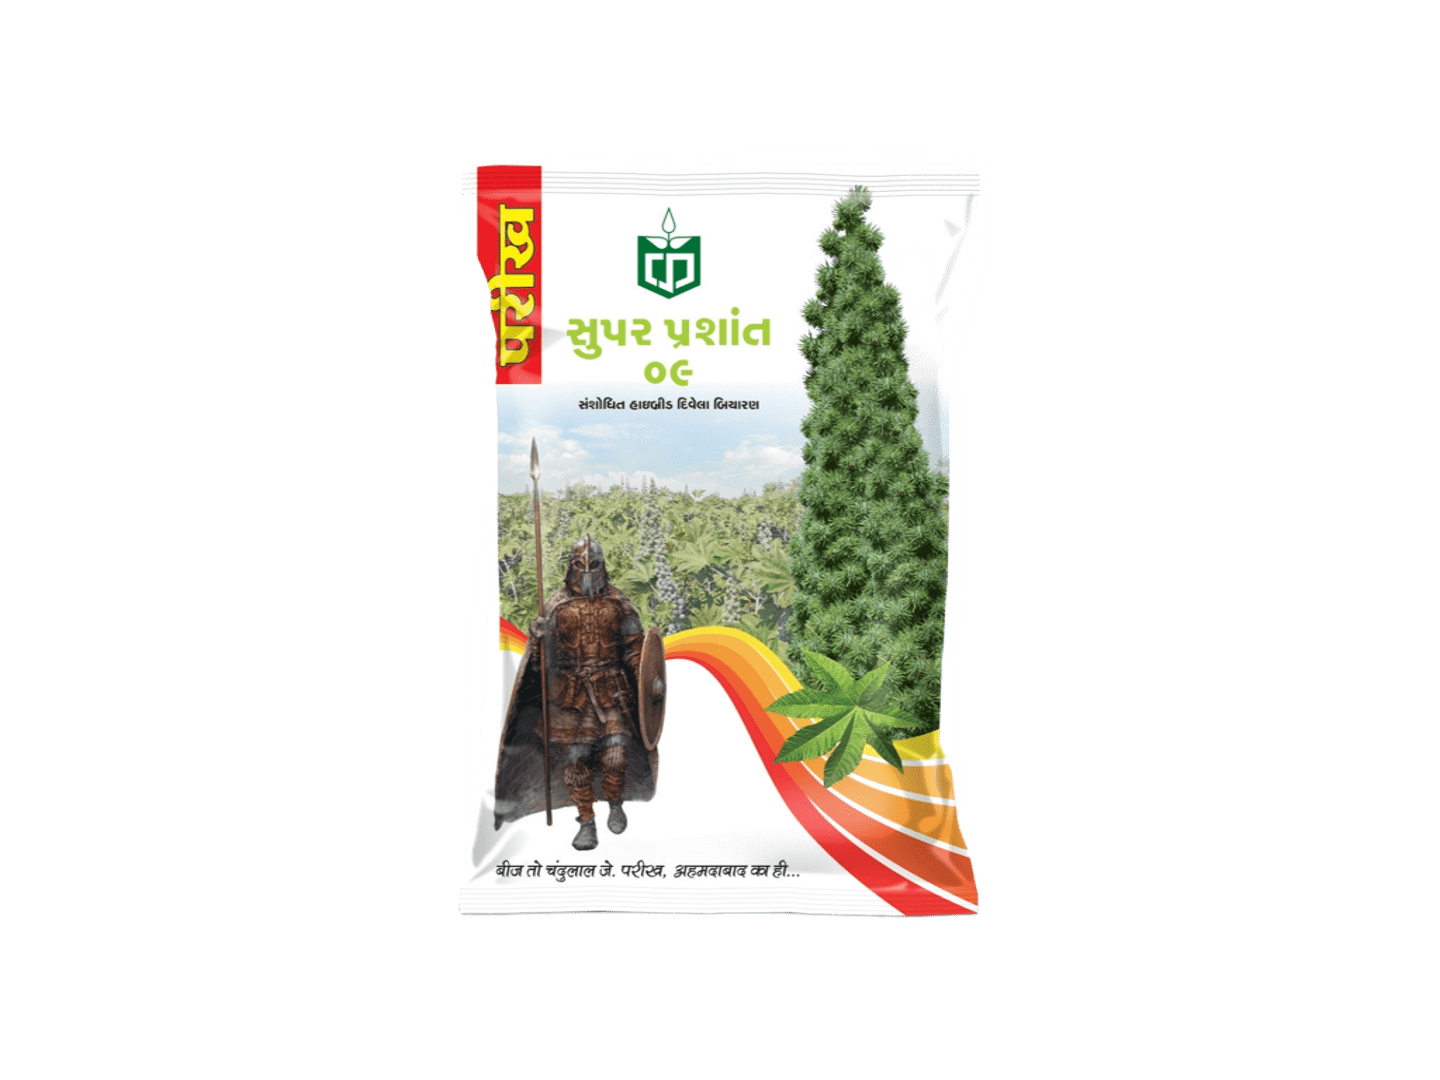 परीख
સુપર પ્રશાંત
૦૯
સંશોધિત હાઇબ્રીડ દિવેલા બિયારણ
बीज तो चंदुलाल जे. परीख, अहमदाबाद का ही...